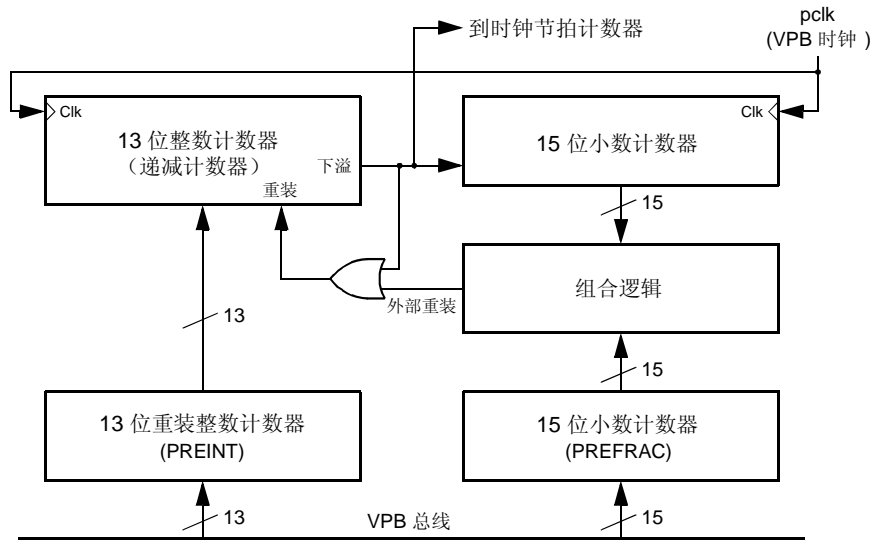 到时钟节拍计数器
pclk
(VPB 时钟 )
Clk
13 位整数计数器
（递减计数器）
下溢
重装
Clk
15 位小数计数器
15
组合逻辑
外部重装
13
15
13 位重装整数计数器
(PREINT)
15 位小数计数器
(PREFRAC)
13
VPB 总线
15